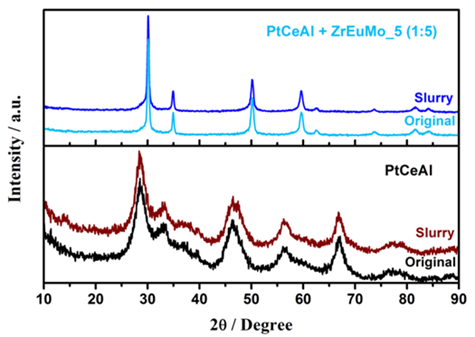 PtCeAl + ZrEuMo_5 (1:5)
Slurry
Original
PtCeAl
Slurry
Original
Intensity / a.u.
10 20 30 40 50 60 70 80 90
2θ / Degree